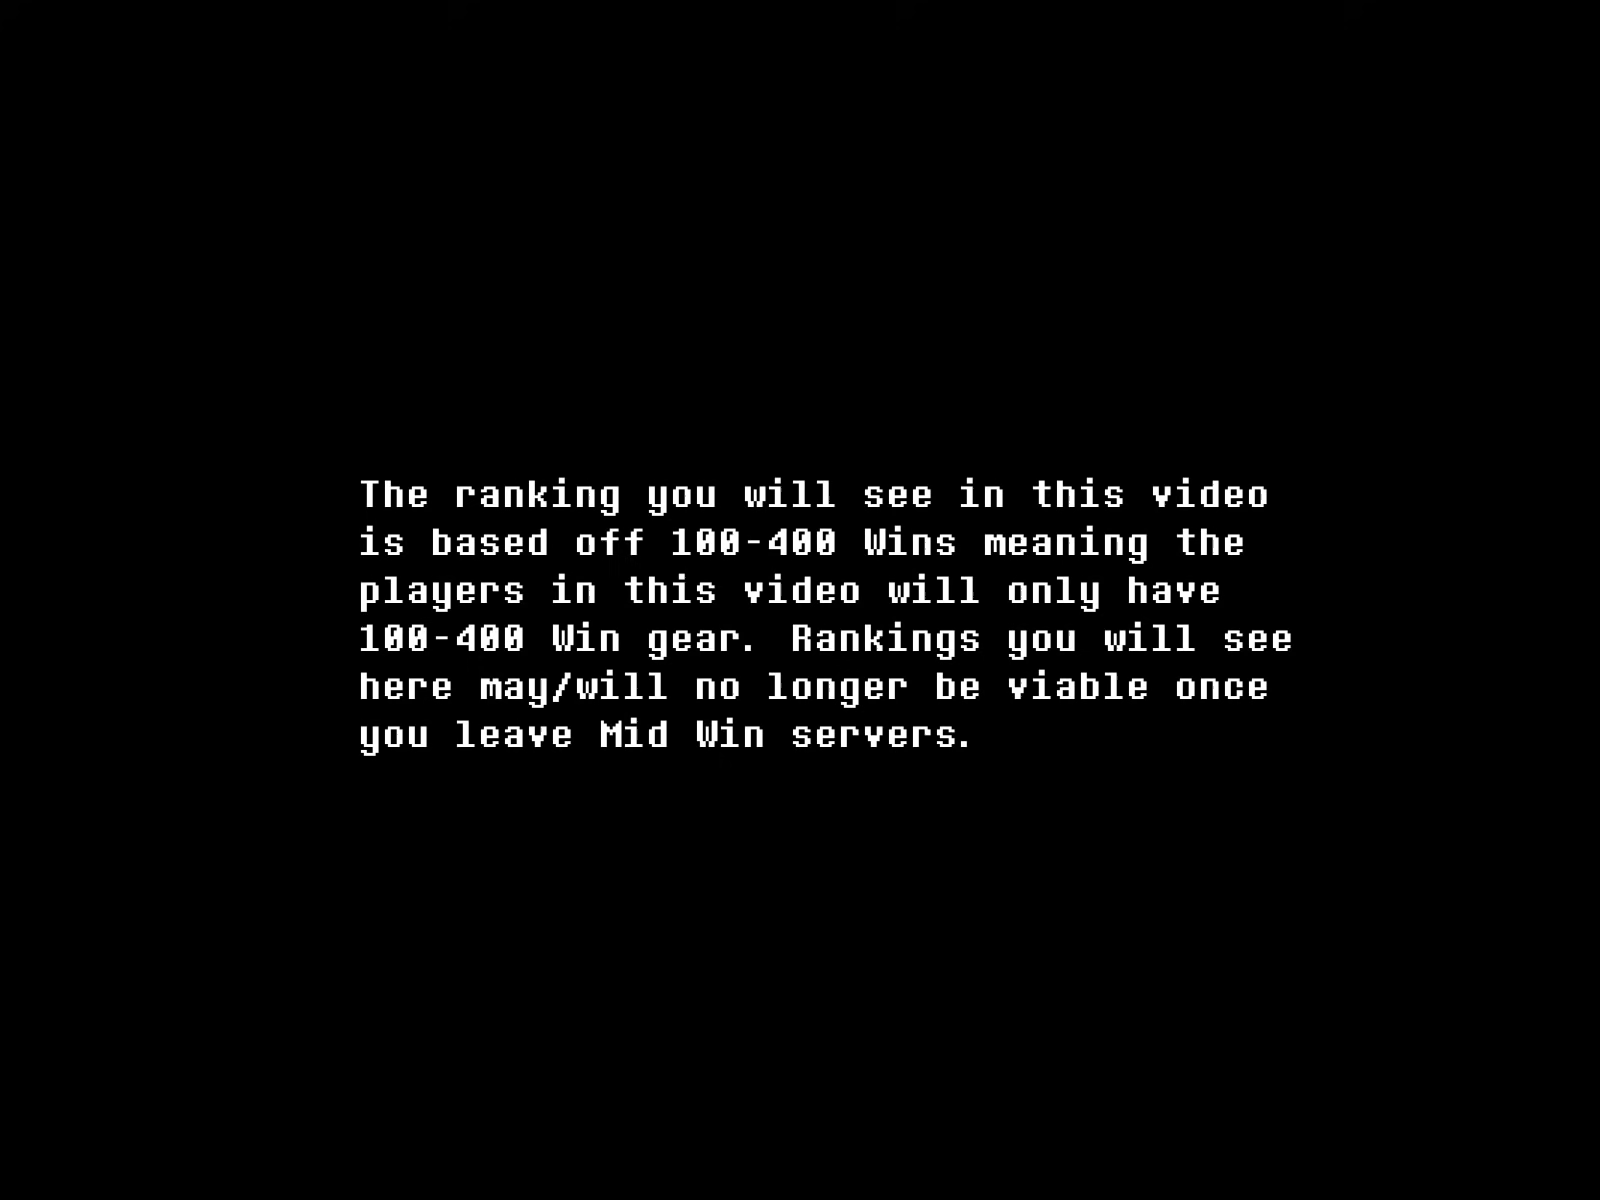 The ranking you will see in this video
is based off 100-400 Wins meaning the
players in this video will only have
100-400 Win gear. Rankings you will see
here may/will no longer be viable once
you leave Mid Win servers.